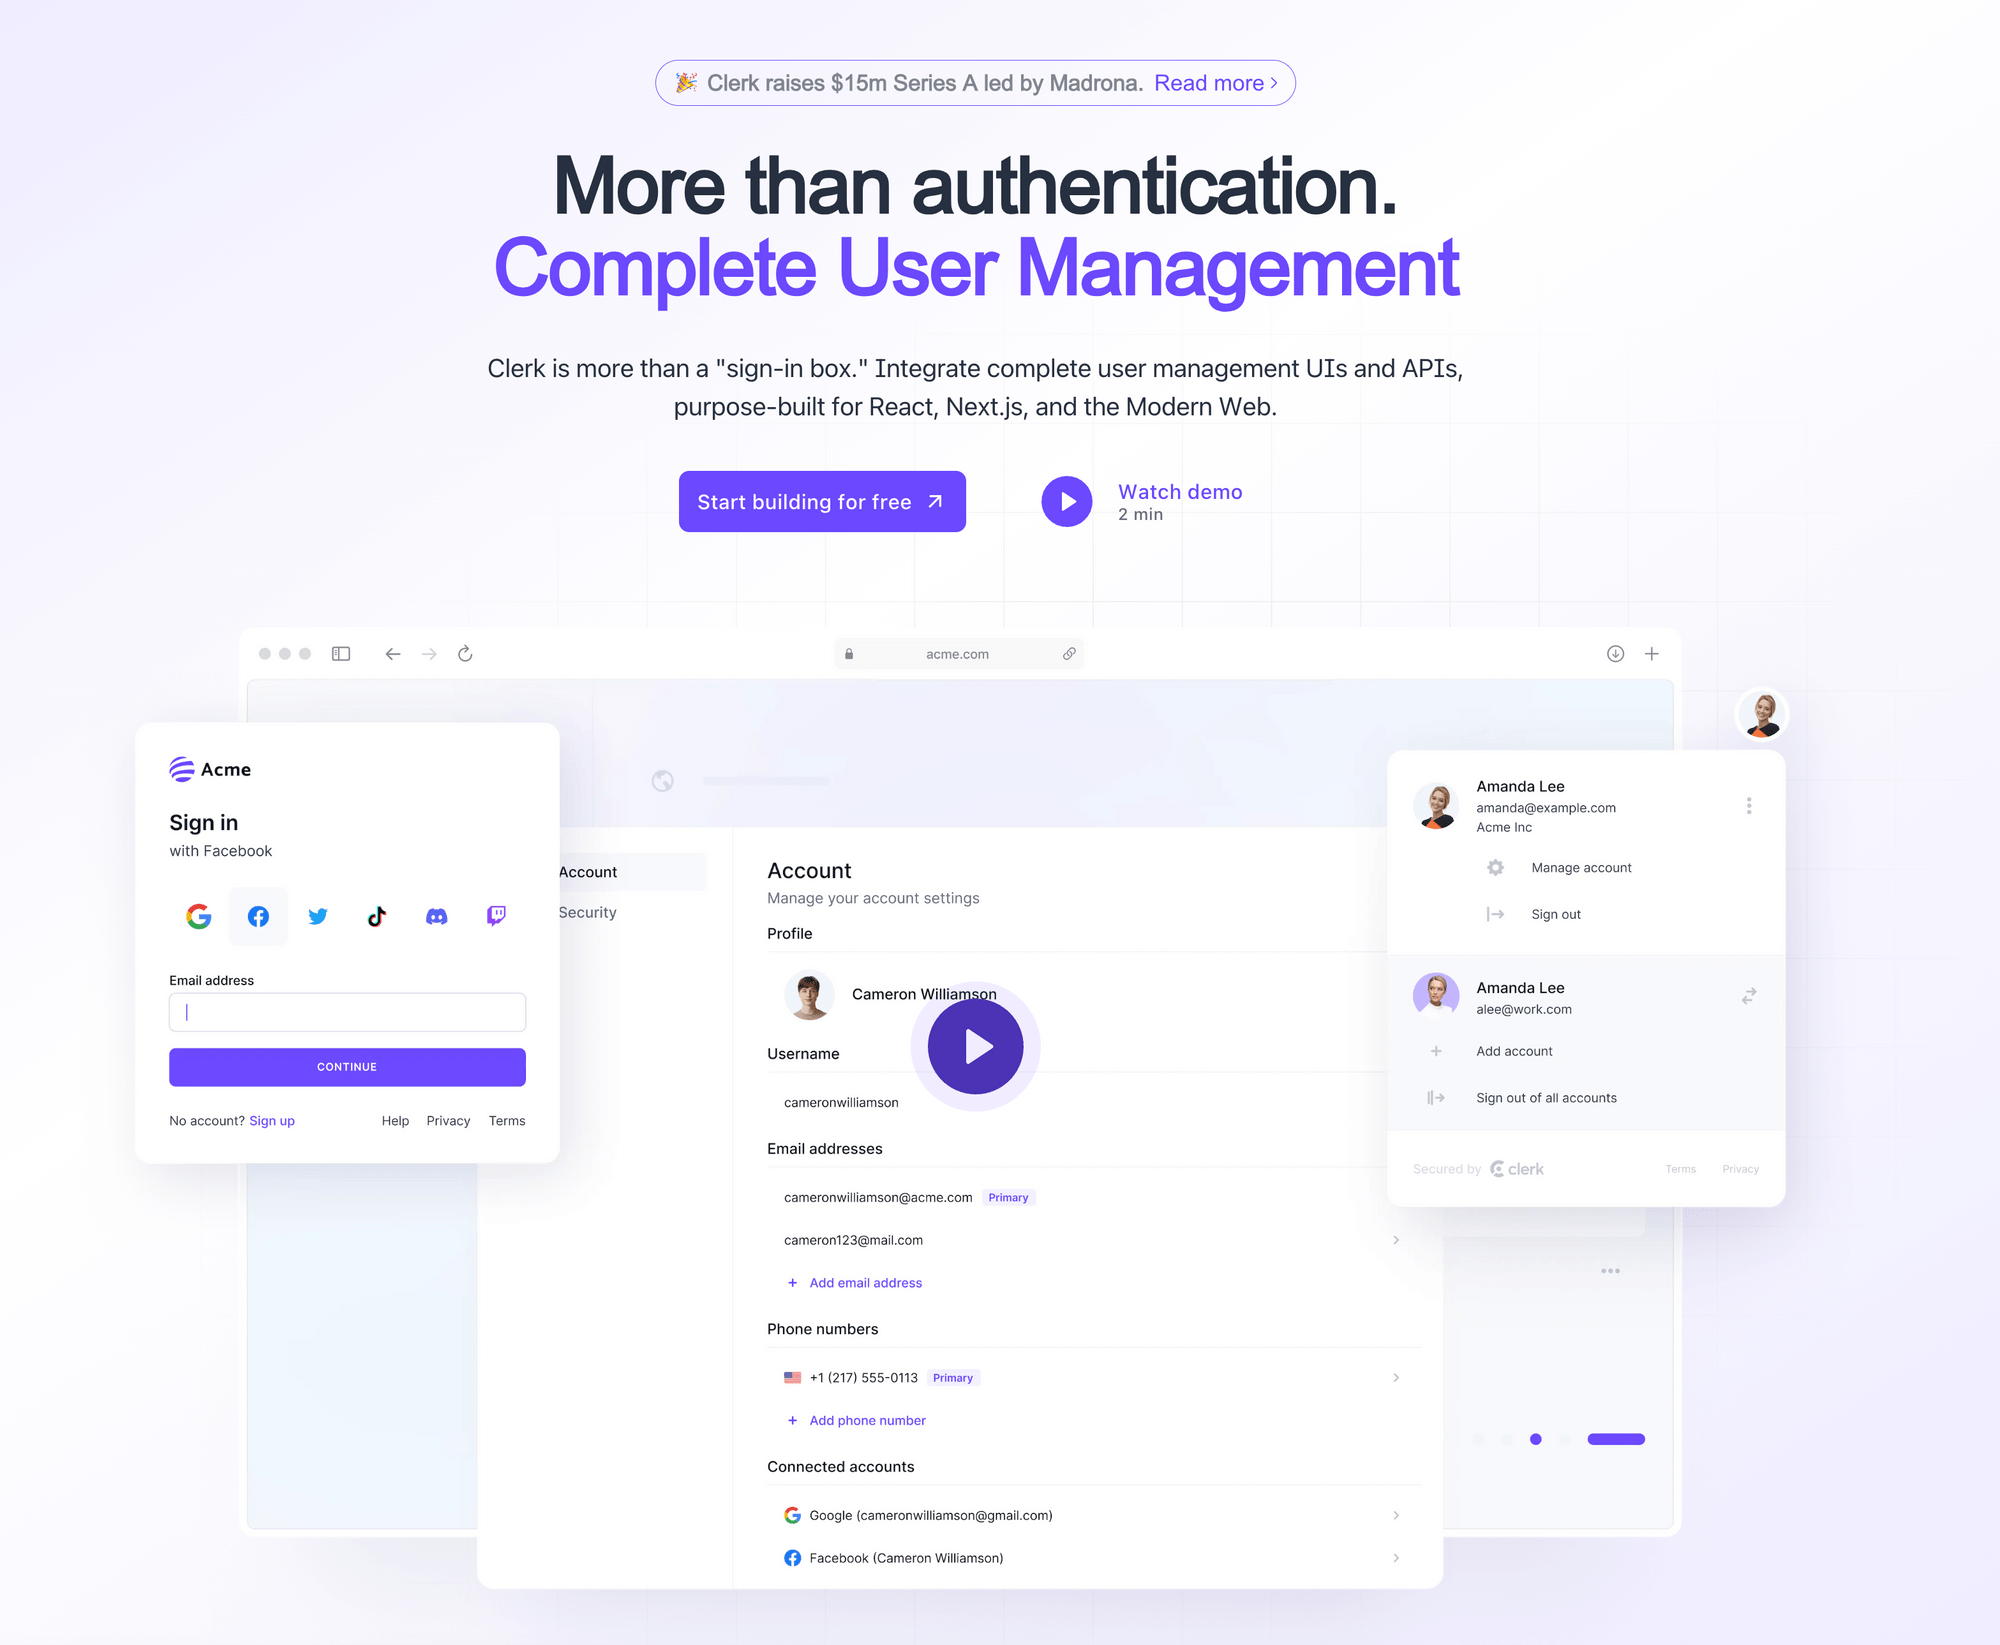 🎉 Clerk raises $15m Series A led by Madrona. Read more ›
More than authentication.
Complete User Management
Clerk is more than a "sign-in box." Integrate complete user management UIs and APIs,
purpose-built for React, Next.js, and the Modern Web.
Start building for free
Watch demo
2 min
acme.com
Acme
Sign in
with Facebook
Email address
CONTINUE
No account? Sign up Help Privacy Terms
Account
Security
Account
Manage your account settings
Profile
Cameron Williamson
Username
cameronwilliamson
Email addresses
cameronwilliamson@acme.com Primary
cameron123@mail.com
+ Add email address
Phone numbers
+1 (217) 555-0113 Primary
+ Add phone number
Connected accounts
Google (cameronwilliamson@gmail.com)
Facebook (Cameron Williamson)
Amanda Lee
amanda@example.com
Acme Inc
Manage account
Sign out
Amanda Lee
alee@work.com
+ Add account
Sign out of all accounts
Secured by clerk Terms Privacy